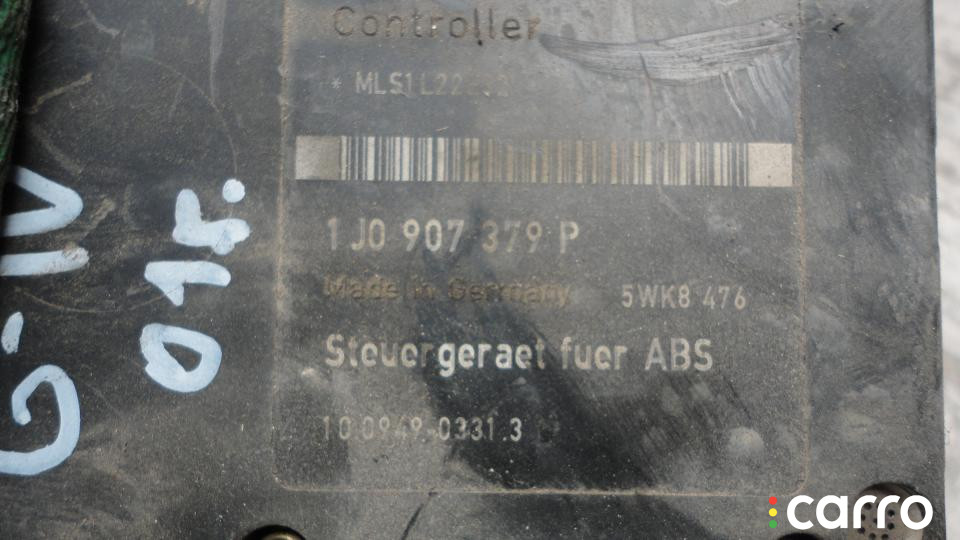 Controller
* MLS1L22
1J0 907 379 P
Made in Germany
5WK8 476
Steuergeraet fuer ABS
10.0949-0331.3
G-IV
01г.
carro